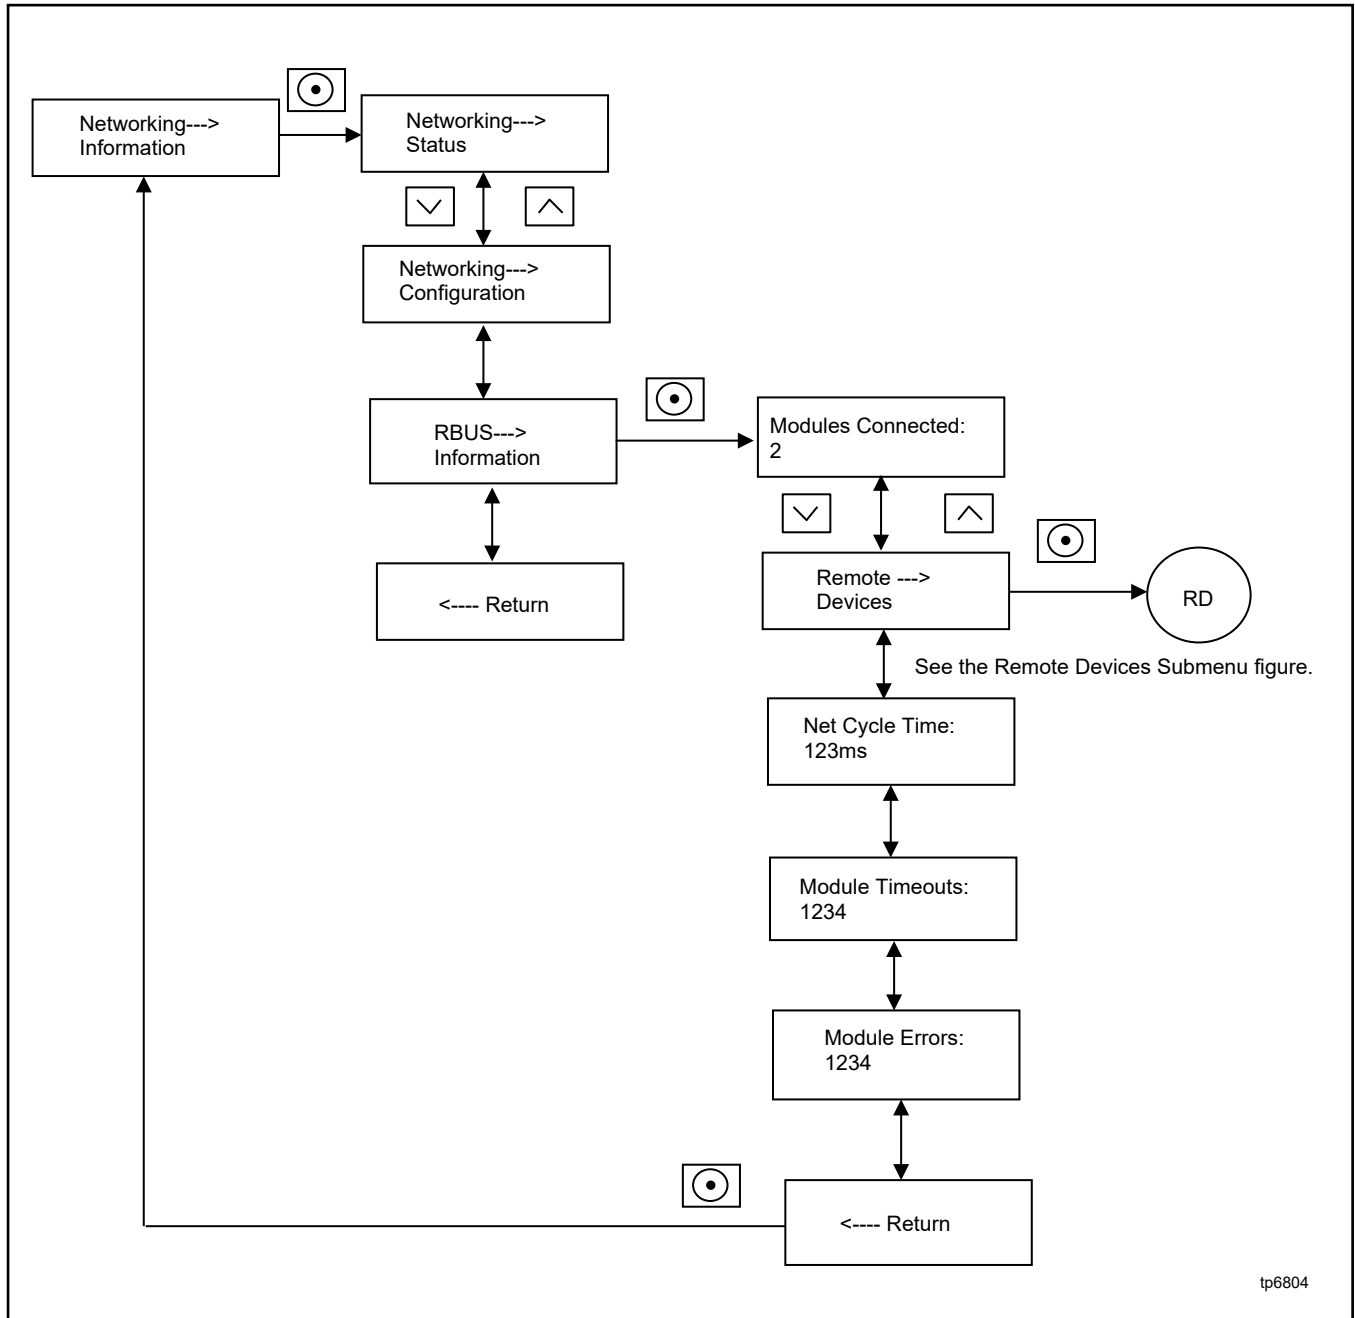 Networking--->
Information
Networking--->
Status
Networking--->
Configuration
RBUS--->
Information
Modules Connected:
2
Remote --->
Devices
RD
<---- Return
See the Remote Devices Submenu figure.
Net Cycle Time:
123ms
Module Timeouts:
1234
Module Errors:
1234
<---- Return
tp6804